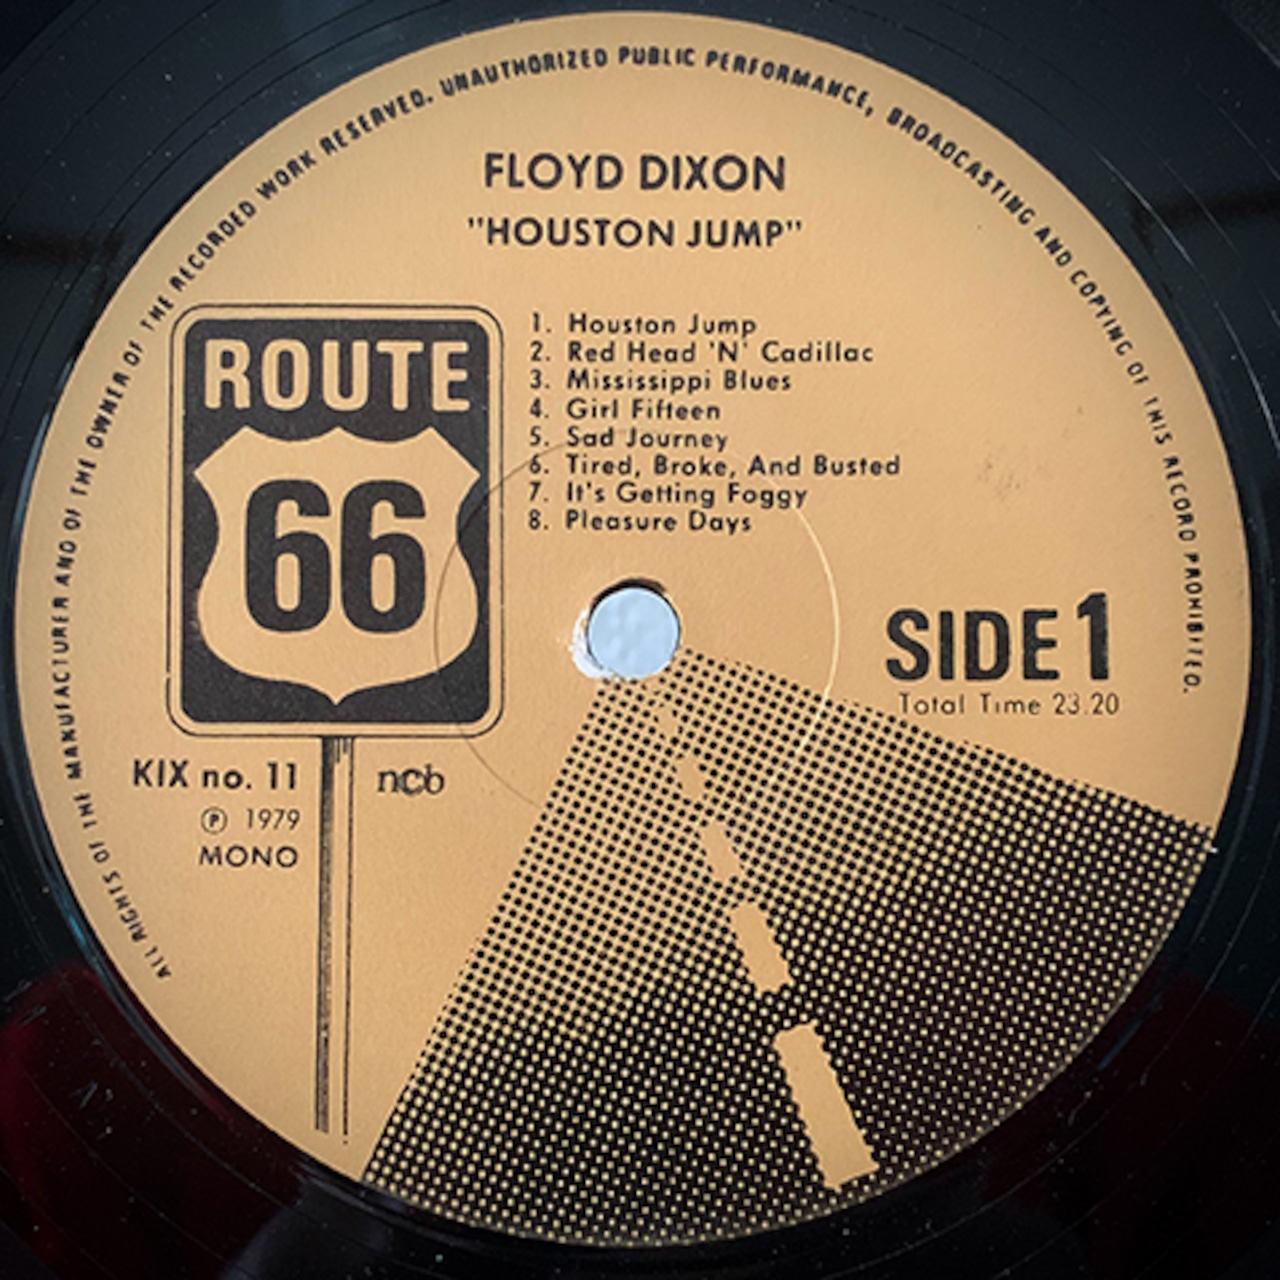 ALL RIGHTS OF THE MANUFACTURER AND OF THE OWNER OF THE RECORDED WORK RESERVED. UNAUTHORIZED PUBLIC PERFORMANCE, BROADCASTING AND COPYING OF THIS RECORD PROHIBITED.
FLOYD DIXON
"HOUSTON JUMP"
ROUTE
66
1. Houston Jump
2. Red Head 'N' Cadillac
3. Mississippi Blues
4. Girl Fifteen
5. Sad Journey
6. Tired, Broke, And Busted
7. It's Getting Foggy
8. Pleasure Days
SIDE 1
Total Time 23.20
KIX no. 11
ncb
℗ 1979
MONO